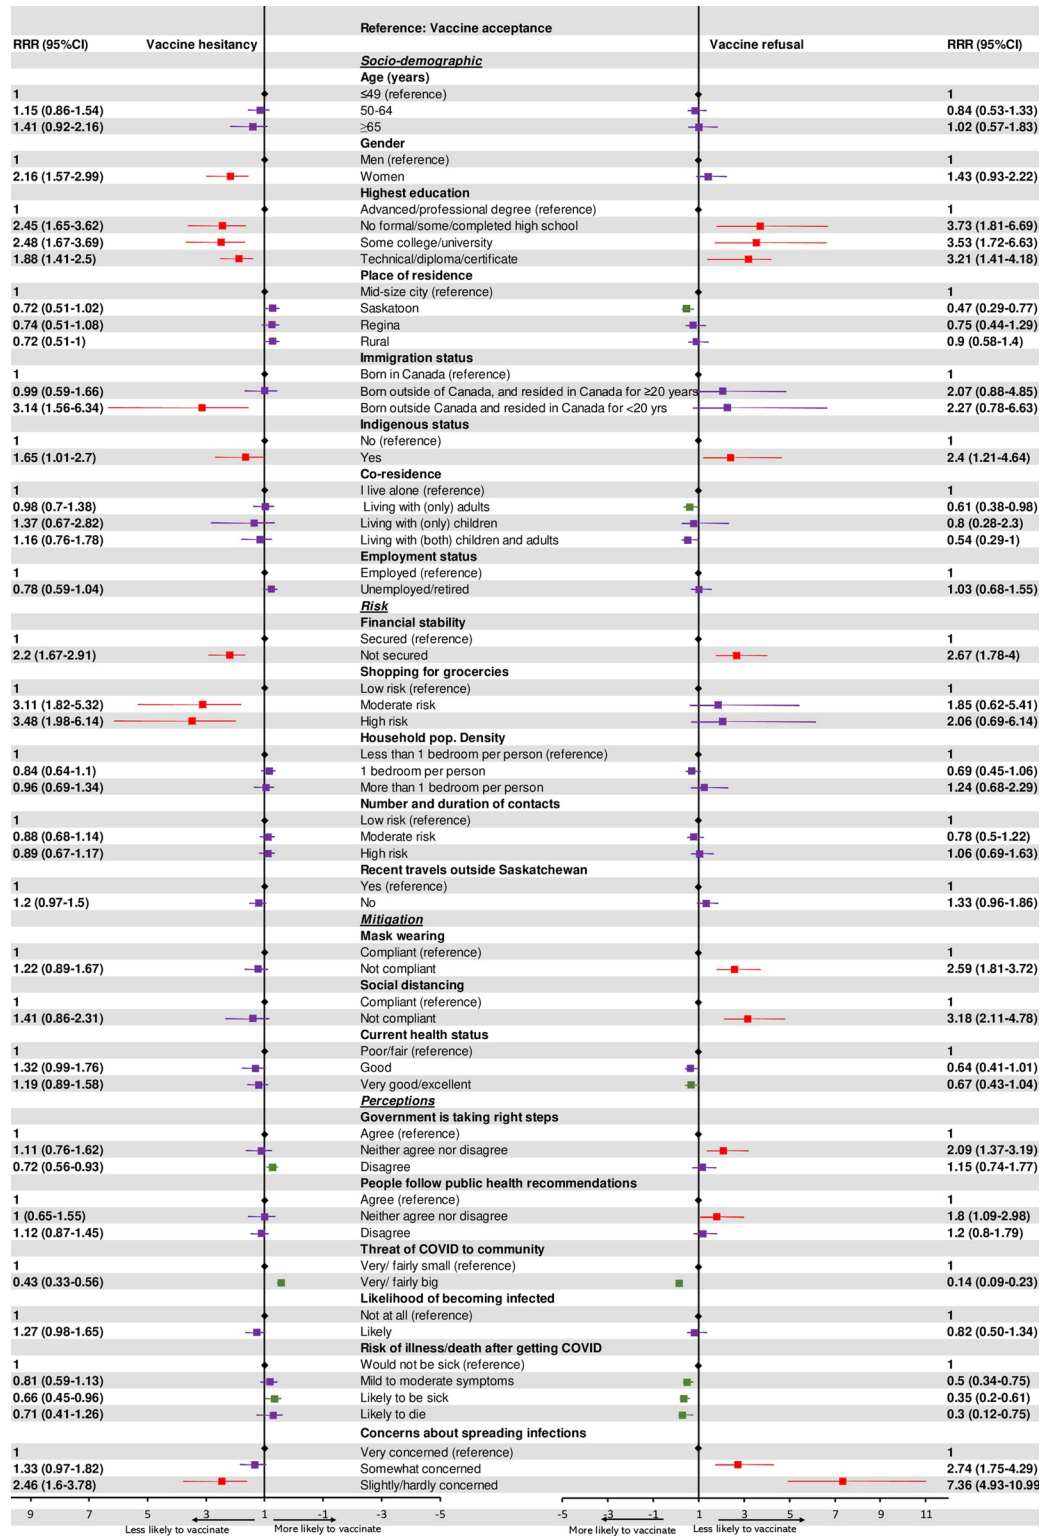 Reference: Vaccine acceptance
RRR (95%CI) Vaccine hesitancy Vaccine refusal RRR (95%CI)
Socio-demographic
Age (years)
1 ≤49 (reference) 1
1.15 (0.86-1.54) 50-64 0.84 (0.53-1.33)
1.41 (0.92-2.16) ≥65 1.02 (0.57-1.83)
Gender
1 Men (reference) 1
2.16 (1.57-2.99) Women 1.43 (0.93-2.22)
Highest education
1 Advanced/professional degree (reference) 1
2.45 (1.65-3.62) No formal/some/completed high school 3.73 (1.81-6.69)
2.48 (1.67-3.69) Some college/university 3.53 (1.72-6.63)
1.88 (1.41-2.5) Technical/diploma/certificate 3.21 (1.41-4.18)
Place of residence
1 Mid-size city (reference) 1
0.72 (0.51-1.02) Saskatoon 0.47 (0.29-0.77)
0.74 (0.51-1.08) Regina 0.75 (0.44-1.29)
0.72 (0.51-1) Rural 0.9 (0.58-1.4)
Immigration status
1 Born in Canada (reference) 1
0.99 (0.59-1.66) Born outside of Canada, and resided in Canada for ≥20 years 2.07 (0.88-4.85)
3.14 (1.56-6.34) Born outside Canada and resided in Canada for <20 yrs 2.27 (0.78-6.63)
Indigenous status
1 No (reference) 1
1.65 (1.01-2.7) Yes 2.4 (1.21-4.64)
Co-residence
1 I live alone (reference) 1
0.98 (0.7-1.38) Living with (only) adults 0.61 (0.38-0.98)
1.37 (0.67-2.82) Living with (only) children 0.8 (0.28-2.3)
1.16 (0.76-1.78) Living with (both) children and adults 0.54 (0.29-1)
Employment status
1 Employed (reference) 1
0.78 (0.59-1.04) Unemployed/retired 1.03 (0.68-1.55)
Risk
Financial stability
1 Secured (reference) 1
2.2 (1.67-2.91) Not secured 2.67 (1.78-4)
Shopping for grocercies
1 Low risk (reference) 1
3.11 (1.82-5.32) Moderate risk 1.85 (0.62-5.41)
3.48 (1.98-6.14) High risk 2.06 (0.69-6.14)
Household pop. Density
1 Less than 1 bedroom per person (reference) 1
0.84 (0.64-1.1) 1 bedroom per person 0.69 (0.45-1.06)
0.96 (0.69-1.34) More than 1 bedroom per person 1.24 (0.68-2.29)
Number and duration of contacts
1 Low risk (reference) 1
0.88 (0.68-1.14) Moderate risk 0.78 (0.5-1.22)
0.89 (0.67-1.17) High risk 1.06 (0.69-1.63)
Recent travels outside Saskatchewan
1 Yes (reference) 1
1.2 (0.97-1.5) No 1.33 (0.96-1.86)
Mitigation
Mask wearing
1 Compliant (reference) 1
1.22 (0.89-1.67) Not compliant 2.59 (1.81-3.72)
Social distancing
1 Compliant (reference) 1
1.41 (0.86-2.31) Not compliant 3.18 (2.11-4.78)
Current health status
1 Poor/fair (reference) 1
1.32 (0.99-1.76) Good 0.64 (0.41-1.01)
1.19 (0.89-1.58) Very good/excellent 0.67 (0.43-1.04)
Perceptions
Government is taking right steps
1 Agree (reference) 1
1.11 (0.76-1.62) Neither agree nor disagree 2.09 (1.37-3.19)
0.72 (0.56-0.93) Disagree 1.15 (0.74-1.77)
People follow public health recommendations
1 Agree (reference) 1
1 (0.65-1.55) Neither agree nor disagree 1.8 (1.09-2.98)
1.12 (0.87-1.45) Disagree 1.2 (0.8-1.79)
Threat of COVID to community
1 Very/ fairly small (reference) 1
0.43 (0.33-0.56) Very/ fairly big 0.14 (0.09-0.23)
Likelihood of becoming infected
1 Not at all (reference) 1
1.27 (0.98-1.65) Likely 0.82 (0.50-1.34)
Risk of illness/death after getting COVID
1 Would not be sick (reference) 1
0.81 (0.59-1.13) Mild to moderate symptoms 0.5 (0.34-0.75)
0.66 (0.45-0.96) Likely to be sick 0.35 (0.2-0.61)
0.71 (0.41-1.26) Likely to die 0.3 (0.12-0.75)
Concerns about spreading infections
1 Very concerned (reference) 1
1.33 (0.97-1.82) Somewhat concerned 2.74 (1.75-4.29)
2.46 (1.6-3.78) Slightly/hardly concerned 7.36 (4.93-10.99
9 7 5 3 1 -1 -3 -5 -5 -3 -1 1 3 5 7 9 11
Less likely to vaccinate More likely to vaccinate More likely to vaccinate Less likely to vaccinate